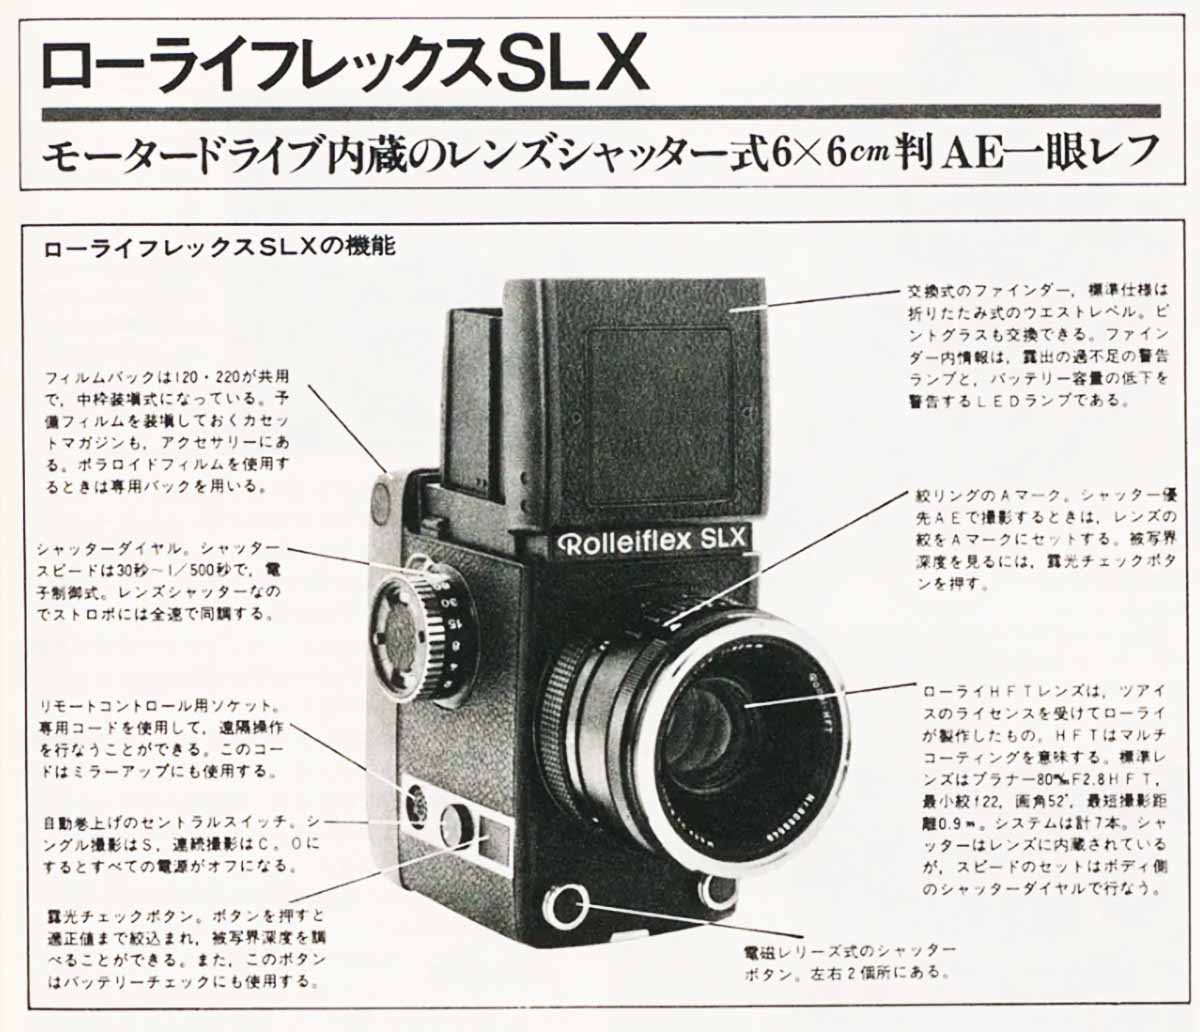 ローライフレックスSLX
モータードライブ内蔵のレンズシャッター式6×6cm判AE一眼レフ
ローライフレックスSLXの機能
フィルムバックは120・220が共用
で，中枠装塡式になっている。予
備フィルムを装塡しておくカセッ
トマガジンも，アクセサリーにあ
る。ポラロイドフィルムを使用す
るときは専用バックを用いる。
シャッターダイヤル。シャッター
スピードは30秒～1/500秒で，電
子制御式。レンズシャッターなの
でストロボには全速で同調する。
リモートコントロール用ソケット。
専用コードを使用して，遠隔操作
を行なうことができる。このコー
ドはミラーアップにも使用する。
自動巻上げのセントラルスイッチ。シ
ングル撮影はS，連続撮影はC。Oに
するとすべての電源がオフになる。
露光チェックボタン。ボタンを押すと
適正値まで絞込まれ，被写界深度を調
べることができる。また，このボタン
はバッテリーチェックにも使用する。
交換式のファインダー，標準仕様は
折りたたみ式のウエストレベル。ピ
ントグラスも交換できる。ファイン
ダー内情報は，露出の過不足の警告
ランプと，バッテリー容量の低下を
警告するLEDランプである。
絞リングのAマーク。シャッター優
先AEで撮影するときは，レンズの
絞をAマークにセットする。被写界
深度を見るには，露光チェックボタ
ンを押す。
ローライHFTレンズは，ツアイ
スのライセンスを受けてローライ
が製作したもの。HFTはマルチ
コーティングを意味する。標準レ
ンズはプラナー80㎜F2.8HFT，
最小絞f22，画角52°，最短撮影距
離0.9m。システムは計7本。シャ
ッターはレンズに内蔵されている
が，スピードのセットはボディ側
のシャッターダイヤルで行なう。
電磁レリーズ式のシャッター
ボタン。左右2個所にある。
Rolleiflex SLX
30
15
8
4
2